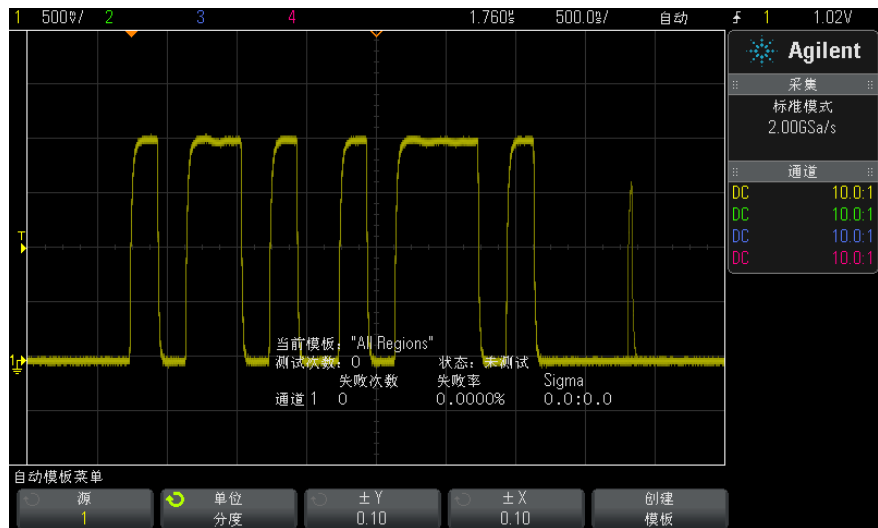 1 500♥/ 2 3 4 1.760s 500.0s/ 自动 1 1.02V
Agilent
采集
标准模式
2.00GSa/s
通道
DC 10.0:1
DC 10.0:1
DC 10.0:1
DC 10.0:1
T
1
当前模板: "All Regions"
测试次数: 0 状态: 未测试
失败次数 失败率 Sigma
通道 1 0 0.0000% 0.0:0.0
自动模板菜单
源 单位 ± Y ± X 创建
1 分度 0.10 0.10 模板